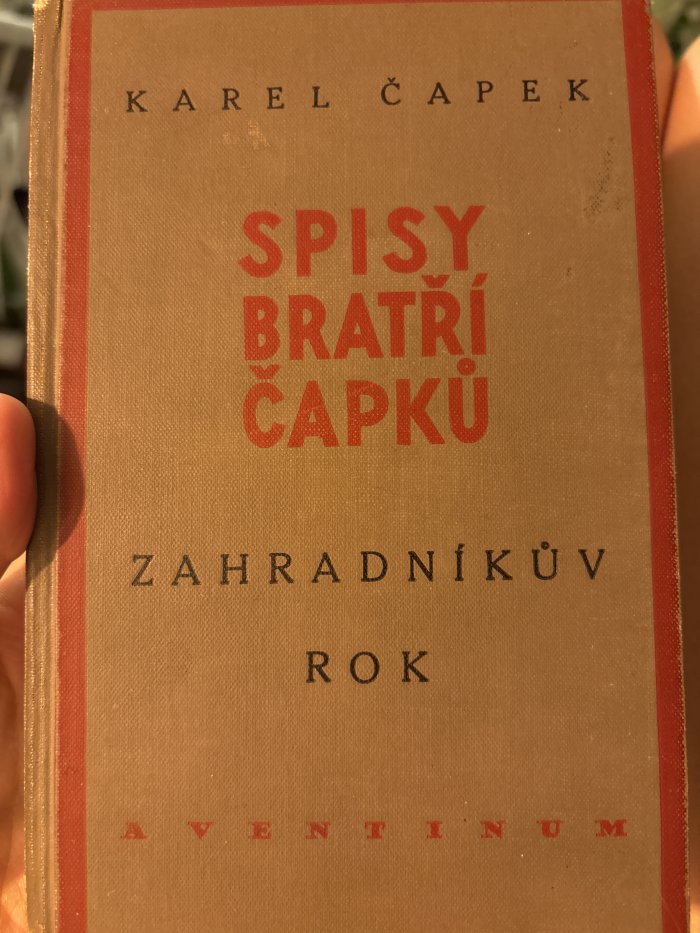 KAREL ČAPEK
SPISY
BRATŘÍ
ČAPKŮ
ZAHRADNÍKŮV
ROK
AVENTINUM